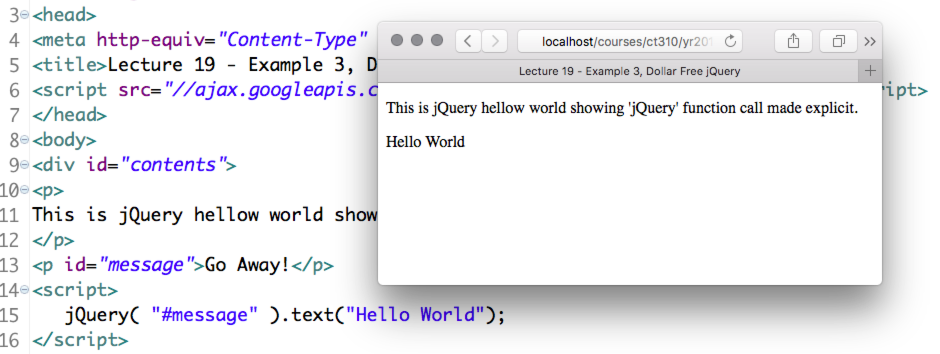 3 <head>
4 <meta http-equiv="Content-Type"
5 <title>Lecture 19 - Example 3, D
6 <script src="//ajax.googleapis.c
ript>
7 </head>
8 <body>
9 <div id="contents">
10 <p>
11 This is jQuery hellow world show
12 </p>
13 <p id="message">Go Away!</p>
14 <script>
15 jQuery( "#message" ).text("Hello World");
16 </script>
localhost/courses/ct310/yr201
Lecture 19 - Example 3, Dollar Free jQuery
This is jQuery hellow world showing 'jQuery' function call made explicit.
Hello World